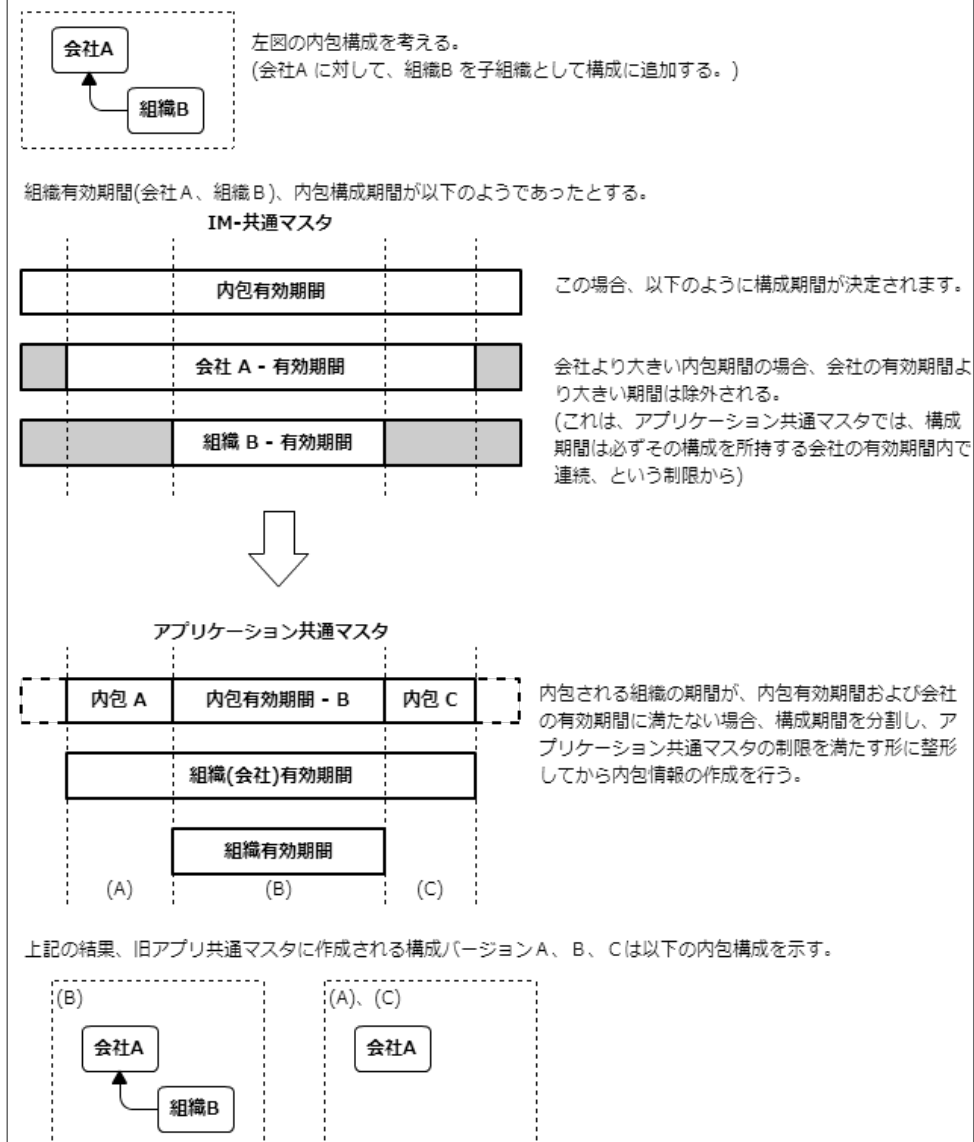 会社A
組織B
左図の内包構成を考える。
(会社A に対して、組織B を子組織として構成に追加する。)
組織有効期間(会社Ａ、組織Ｂ)、内包構成期間が以下のようであったとする。
IM-共通マスタ
内包有効期間
この場合、以下のように構成期間が決定されます。
会社 A - 有効期間
組織 B - 有効期間
会社より大きい内包期間の場合、会社の有効期間よ
り大きい期間は除外される。
(これは、アプリケーション共通マスタでは、構成
期間は必ずその構成を所持する会社の有効期間内で
連続、という制限から)
アプリケーション共通マスタ
内包 A
内包有効期間 - B
内包 C
組織(会社)有効期間
組織有効期間
(A)
(B)
(C)
内包される組織の期間が、内包有効期間および会社
の有効期間に満たない場合、構成期間を分割し、ア
プリケーション共通マスタの制限を満たす形に整形
してから内包情報の作成を行う。
上記の結果、旧アプリ共通マスタに作成される構成バージョンＡ、Ｂ、Ｃは以下の内包構成を示す。
(B)
会社A
組織B
(A)、(C)
会社A